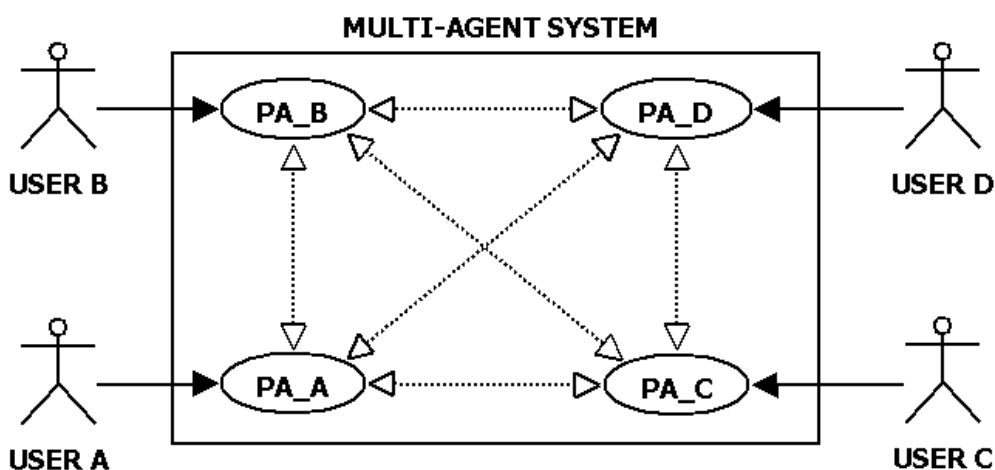 MULTI-AGENT SYSTEM
PA_B
PA_D
USER B
USER D
PA_A
PA_C
USER A
USER C